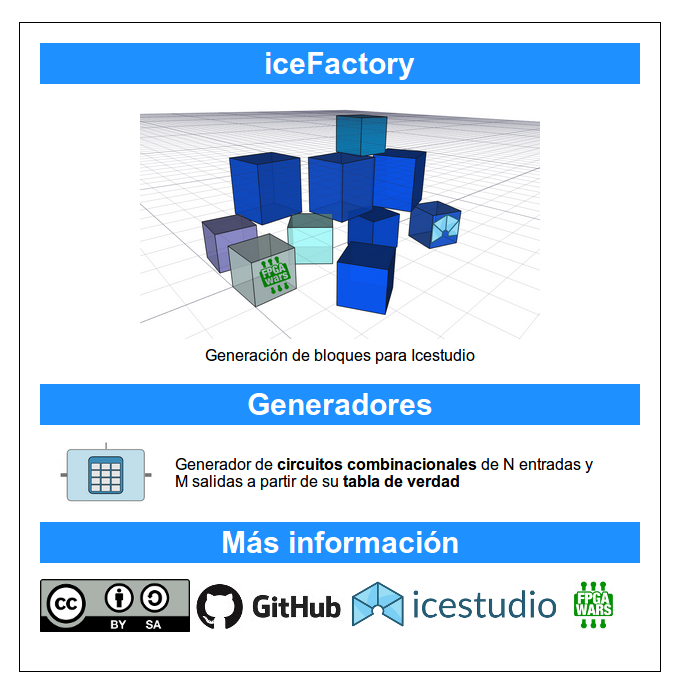 iceFactory
FPGA
wars
Generación de bloques para Icestudio
Generadores
Generador de circuitos combinacionales de N entradas y
M salidas a partir de su tabla de verdad
Más información
cc
BY SA
GitHub
icestudio
FPGA
WARS